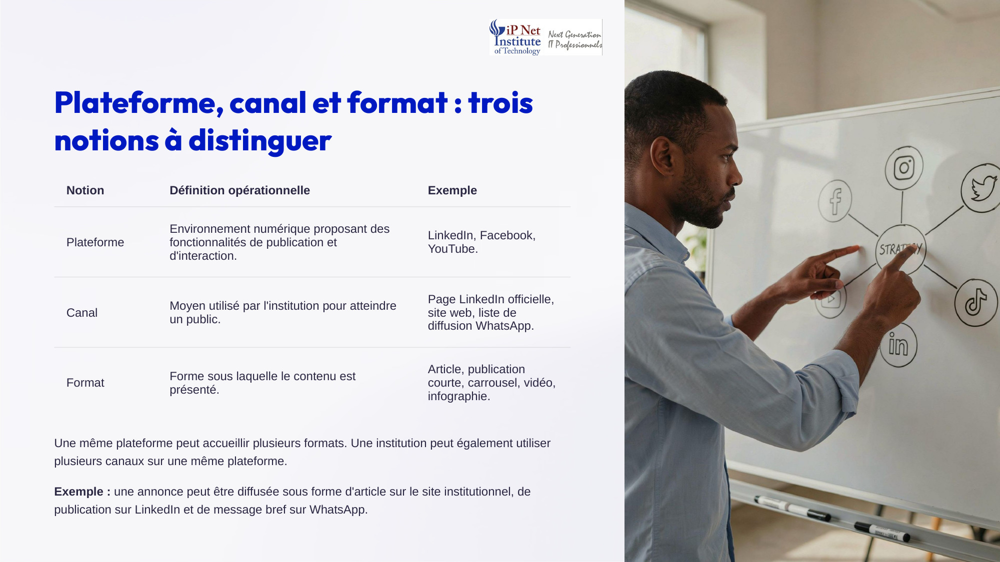 iP Net
Institute
of Technology
Next Generation
IT Professionnels
Plateforme, canal et format : trois
notions à distinguer
Notion Définition opérationnelle Exemple
Plateforme
Environnement numérique proposant des
fonctionnalités de publication et
d'interaction.
LinkedIn, Facebook,
YouTube.
Canal
Moyen utilisé par l'institution pour atteindre
un public.
Page LinkedIn officielle,
site web, liste de
diffusion WhatsApp.
Format
Forme sous laquelle le contenu est
présenté.
Article, publication
courte, carrousel, vidéo,
infographie.
Une même plateforme peut accueillir plusieurs formats. Une institution peut également utiliser
plusieurs canaux sur une même plateforme.
Exemple : une annonce peut être diffusée sous forme d'article sur le site institutionnel, de
publication sur LinkedIn et de message bref sur WhatsApp.
STRATEGY
in